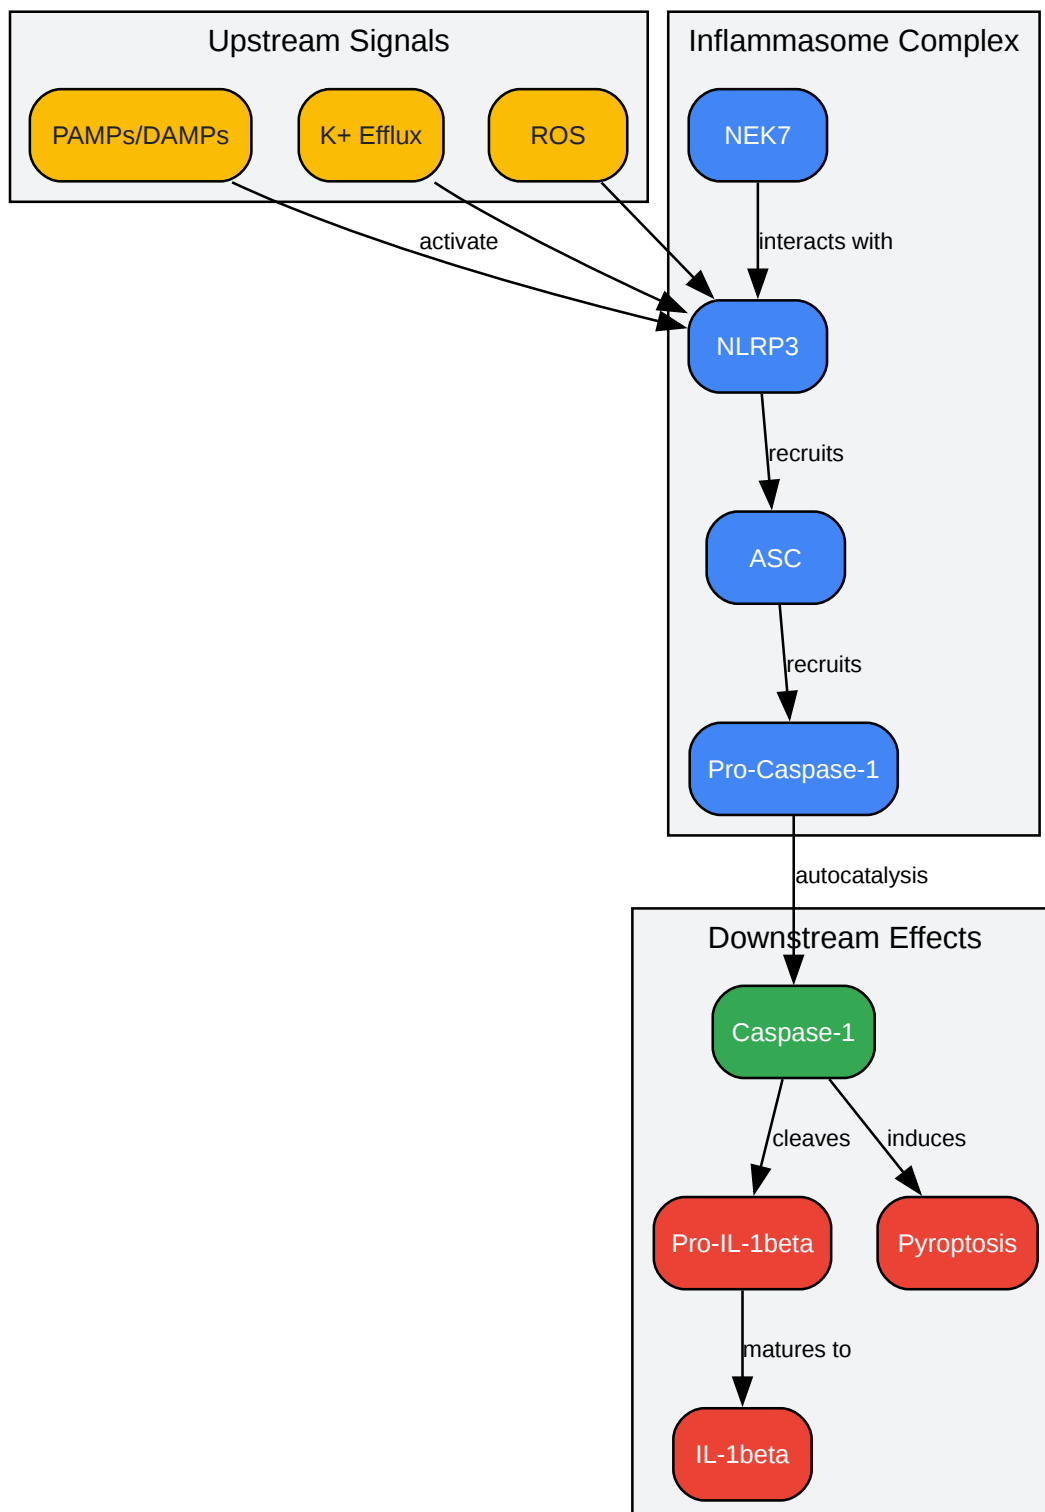 Upstream Signals
Inflammasome Complex
PAMPs/DAMPs
K+ Efflux
ROS
NEK7
activate
interacts with
NLRP3
recruits
ASC
recruits
Pro-Caspase-1
autocatalysis
Downstream Effects
Caspase-1
cleaves
induces
Pro-IL-1beta
Pyroptosis
matures to
IL-1beta